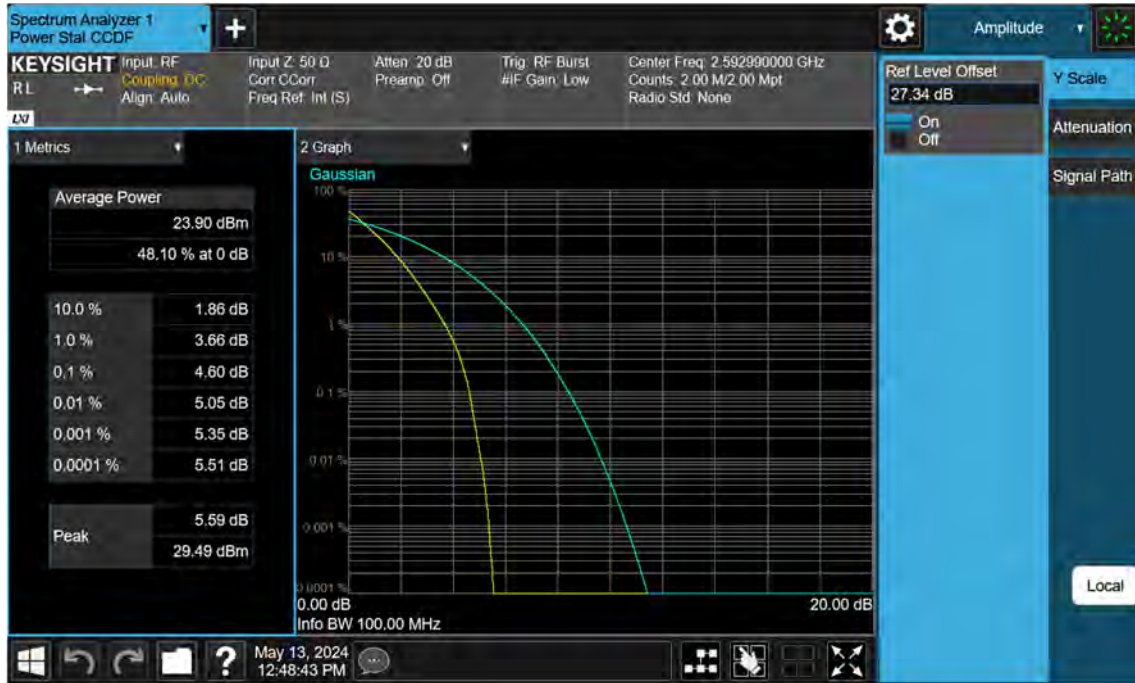 Spectrum Analyzer 1
Power Stat CCDF
Amplitude
KEYSIGHT
RL
LXI
Input: RF
Coupling: DC
Align: Auto
Input Z: 50 Ω
Corr CCorr
Freq Ref: Int (S)
Atten: 20 dB
Preamp: Off
Trig: RF Burst
#IF Gain: Low
Center Freq: 2.592990000 GHz
Counts: 2.00 M/2.00 Mpt
Radio Std: None
Ref Level Offset
27.34 dB
On
Off
Y Scale
Attenuation
Signal Path
Local
1 Metrics
Average Power
23.90 dBm
48.10 % at 0 dB
10.0 % 1.86 dB
1.0 % 3.66 dB
0.1 % 4.60 dB
0.01 % 5.05 dB
0.001 % 5.35 dB
0.0001 % 5.51 dB
Peak
5.59 dB
29.49 dBm
2 Graph
Gaussian
100 %
10 %
1 %
0.1 %
0.01 %
0.001 %
0.0001 %
0.00 dB 20.00 dB
Info BW 100.00 MHz
?
May 13, 2024
12:48:43 PM